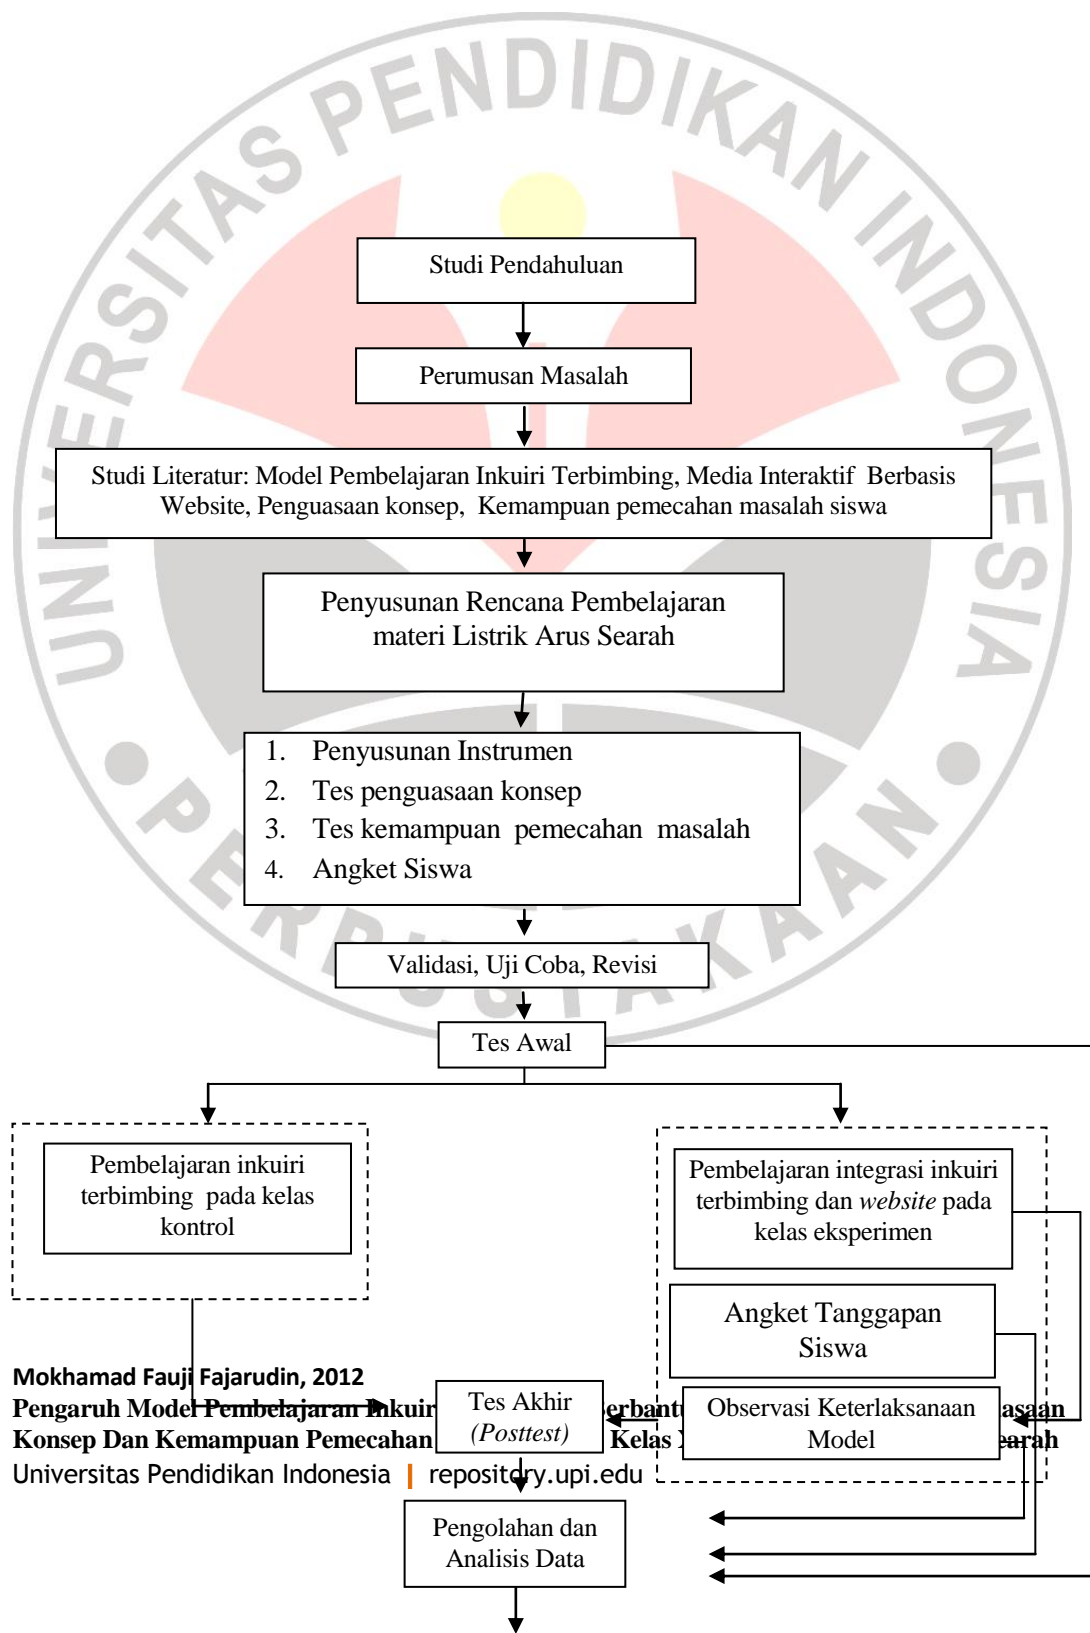 UNIVERSITAS PENDIDIKAN INDONESIA
PERPUSTAKAAN
Studi Pendahuluan
Perumusan Masalah
Studi Literatur: Model Pembelajaran Inkuiri Terbimbing, Media Interaktif Berbasis
Website, Penguasaan konsep, Kemampuan pemecahan masalah siswa
Penyusunan Rencana Pembelajaran
materi Listrik Arus Searah
1. Penyusunan Instrumen
2. Tes penguasaan konsep
3. Tes kemampuan pemecahan masalah
4. Angket Siswa
Validasi, Uji Coba, Revisi
Tes Awal
Pembelajaran inkuiri
terbimbing pada kelas
kontrol
Pembelajaran integrasi inkuiri
terbimbing dan website pada
kelas eksperimen
Angket Tanggapan
Siswa
Observasi Keterlaksanaan
Model
Tes Akhir
(Posttest)
Pengolahan dan
Analisis Data
Mokhamad Fauji Fajarudin, 2012
Pengaruh Model Pembelajaran
Konsep Dan Kemampuan Pemecahan Kelas
Universitas Pendidikan Indonesia | repository.upi.edu